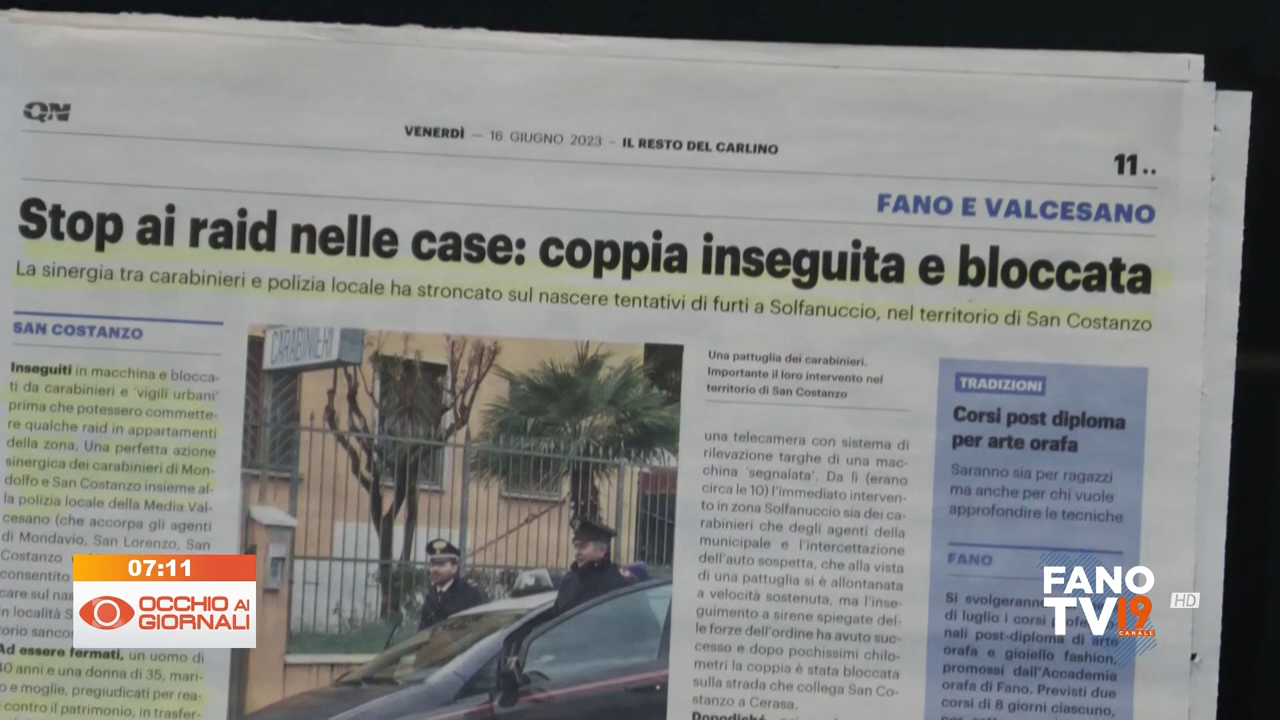 QN
VENERDÌ — 16 GIUGNO 2023 – IL RESTO DEL CARLINO
11..
FANO E VALCESANO
Stop ai raid nelle case: coppia inseguita e bloccata
La sinergia tra carabinieri e polizia locale ha stroncato sul nascere tentativi di furti a Solfanuccio, nel territorio di San Costanzo
SAN COSTANZO
Inseguiti in macchina e blocca-
ti da carabinieri e 'vigili urbani'
prima che potessero commette-
re qualche raid in appartamenti
della zona. Una perfetta azione
sinergica dei carabinieri di Mon-
dolfo e San Costanzo insieme al-
la polizia locale della Media Val-
cesano (che accorpa gli agenti
di Mondavio, San Lorenzo, San
Costanzo
consentito
care sul
in località
torio
Ad essere fermati, un uomo di
40 anni e una donna di 35, mari-
o e moglie, pregiudicati per rea-
contro il patrimonio, in trasfer-
CARABINIERI
Una pattuglia dei carabinieri.
Importante il loro intervento nel
territorio di San Costanzo
una telecamera con sistema di
rilevazione targhe di una mac-
china 'segnalata'. Da lì (erano
circa le 10) l'immediato interven-
to in zona Solfanuccio sia dei ca-
rabinieri che degli agenti della
municipale e l'intercettazione
dell'auto sospetta, che alla vista
di una pattuglia si è allontanata
a velocità sostenuta, ma l'inse-
guimento a sirene spiegate del-
le forze dell'ordine ha avuto suc-
cesso e dopo pochissimi chilo-
metri la coppia è stata bloccata
sulla strada che collega San Co-
stanzo a Cerasa.
Dopodiché
TRADIZIONI
Corsi post diploma
per arte orafa
Saranno sia per ragazzi
ma anche per chi vuole
approfondire le tecniche
FANO
Si svolgeranno
di luglio i corsi
nali post-diploma di arte
orafa e gioiello fashion,
promossi dall'Accademia
orafa di Fano. Previsti due
corsi di 8 giorni ciascuno,
07:11
OCCHIO AI
GIORNALI
FANO
TV19
CANALE
HD